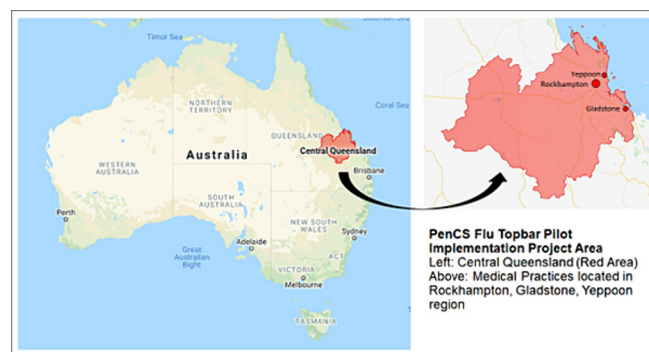 Timor Sea
Coral Sea
NORTHERN
TERRITORY
QUEENSLAND
Central Queensland
Australia
WESTERN
AUSTRALIA
Brisbane
SOUTH
AUSTRALIA
NEW SOUTH
WALES
Perth
Great
Australian
Bight
Adelaide
Sydney
ACT
VICTORIA
Melbourne
TASMANIA
Yeppoon
Rockhampton
Gladstone
PenCS Flu Topbar Pilot
Implementation Project Area
Left: Central Queensland (Red Area)
Above: Medical Practices located in
Rockhampton, Gladstone, Yeppoon
region